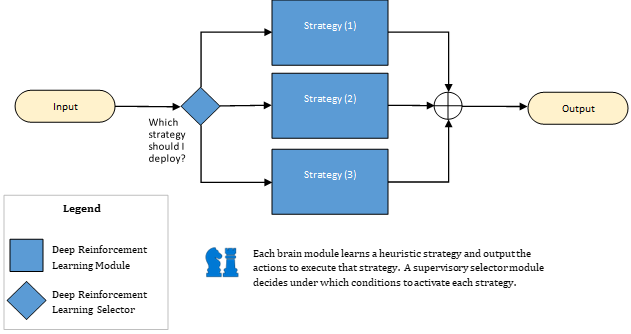 Strategy (1)
Strategy (2)
Strategy (3)
Input
Output
Which
strategy
should I
deploy?
Legend
Deep Reinforcement
Learning Module
Deep Reinforcement
Learning Selector
Each brain module learns a heuristic strategy and output the
actions to execute that strategy. A supervisory selector module
decides under which conditions to activate each strategy.